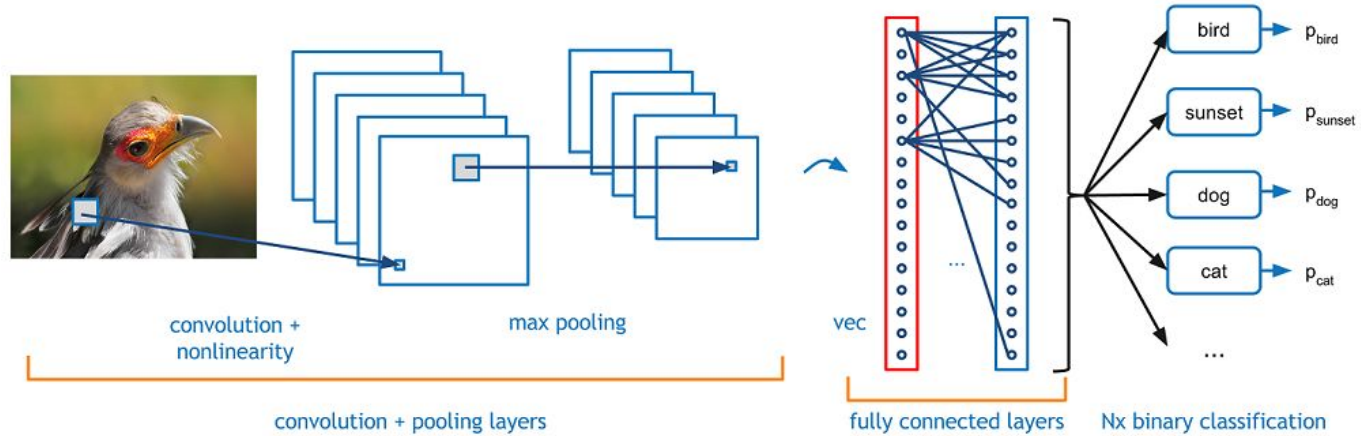 bird
p_bird
sunset
p_sunset
dog
p_dog
cat
p_cat
...
...
convolution +
nonlinearity
max pooling
vec
convolution + pooling layers
fully connected layers
Nx binary classification